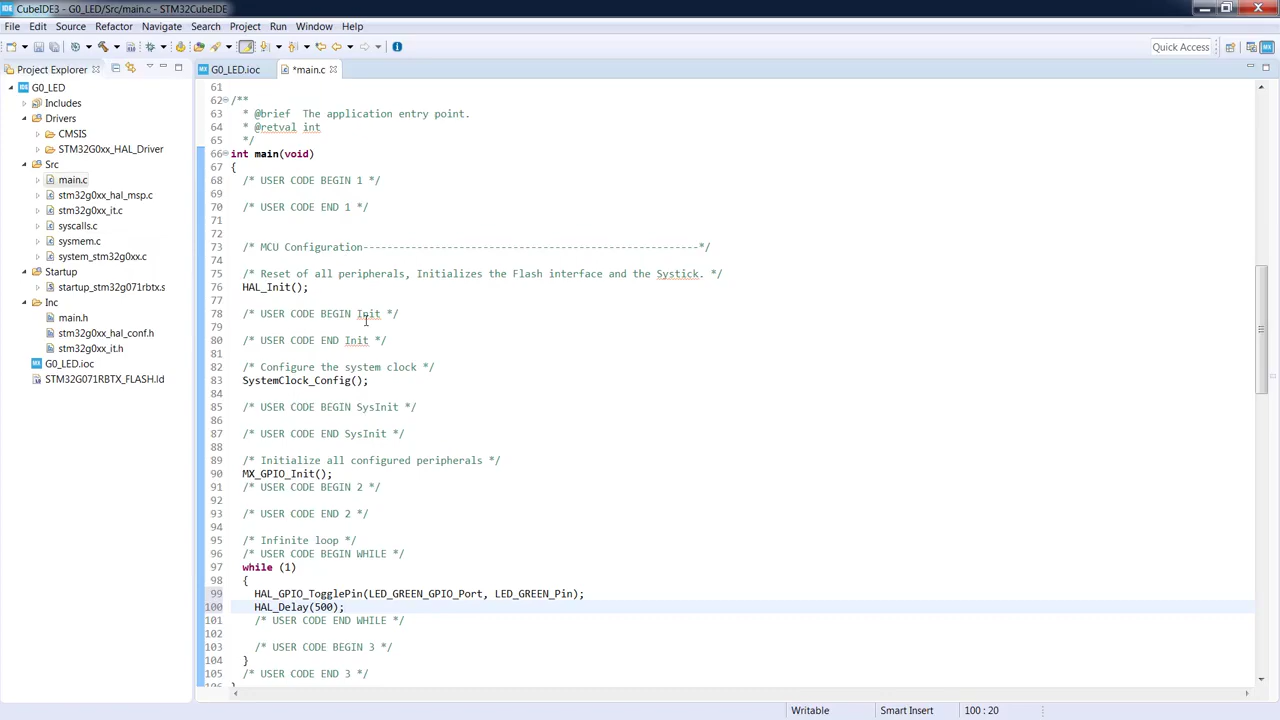 CubeIDE3 - G0_LED/Src/main.c - STM32CubeIDE
File Edit Source Refactor Navigate Search Project Run Window Help
Quick Access
Project Explorer
G0_LED
Includes
Drivers
CMSIS
STM32G0xx_HAL_Driver
Src
main.c
stm32g0xx_hal_msp.c
stm32g0xx_it.c
syscalls.c
sysmem.c
system_stm32g0xx.c
Startup
startup_stm32g071rbtx.s
Inc
main.h
stm32g0xx_hal_conf.h
stm32g0xx_it.h
G0_LED.ioc
STM32G071RBTX_FLASH.ld
G0_LED.ioc *main.c
61
62 /**
63 * @brief  The application entry point.
64 * @retval int
65 */
66 int main(void)
67 {
68 /* USER CODE BEGIN 1 */
69
70 /* USER CODE END 1 */
71
72
73 /* MCU Configuration--------------------------------------------------------*/
74
75 /* Reset of all peripherals, Initializes the Flash interface and the Systick. */
76 HAL_Init();
77
78 /* USER CODE BEGIN Init */
79
80 /* USER CODE END Init */
81
82 /* Configure the system clock */
83 SystemClock_Config();
84
85 /* USER CODE BEGIN SysInit */
86
87 /* USER CODE END SysInit */
88
89 /* Initialize all configured peripherals */
90 MX_GPIO_Init();
91 /* USER CODE BEGIN 2 */
92
93 /* USER CODE END 2 */
94
95 /* Infinite loop */
96 /* USER CODE BEGIN WHILE */
97 while (1)
98 {
99 HAL_GPIO_TogglePin(LED_GREEN_GPIO_Port, LED_GREEN_Pin);
100 HAL_Delay(500);
101 /* USER CODE END WHILE */
102
103 /* USER CODE BEGIN 3 */
104 }
105 /* USER CODE END 3 */
106 }
Writable Smart Insert 100 : 20